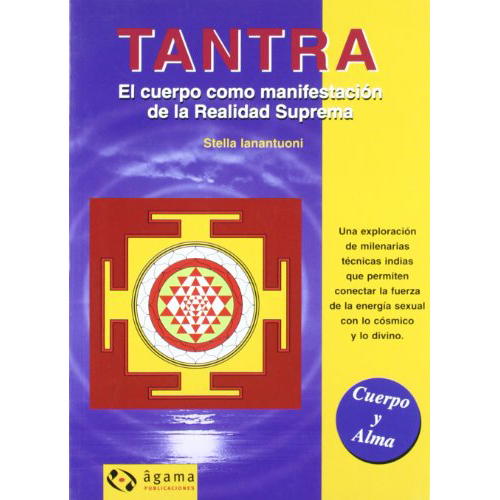 TANTRA
El cuerpo como manifestación
de la Realidad Suprema
Stella Ianantuoni
Una exploración
de milenarias
técnicas indias
que permiten
conectar la fuerza
de la energía sexual
con lo cósmico
y lo divino.
Cuerpo
y
Alma
âgama
PUBLICACIONES